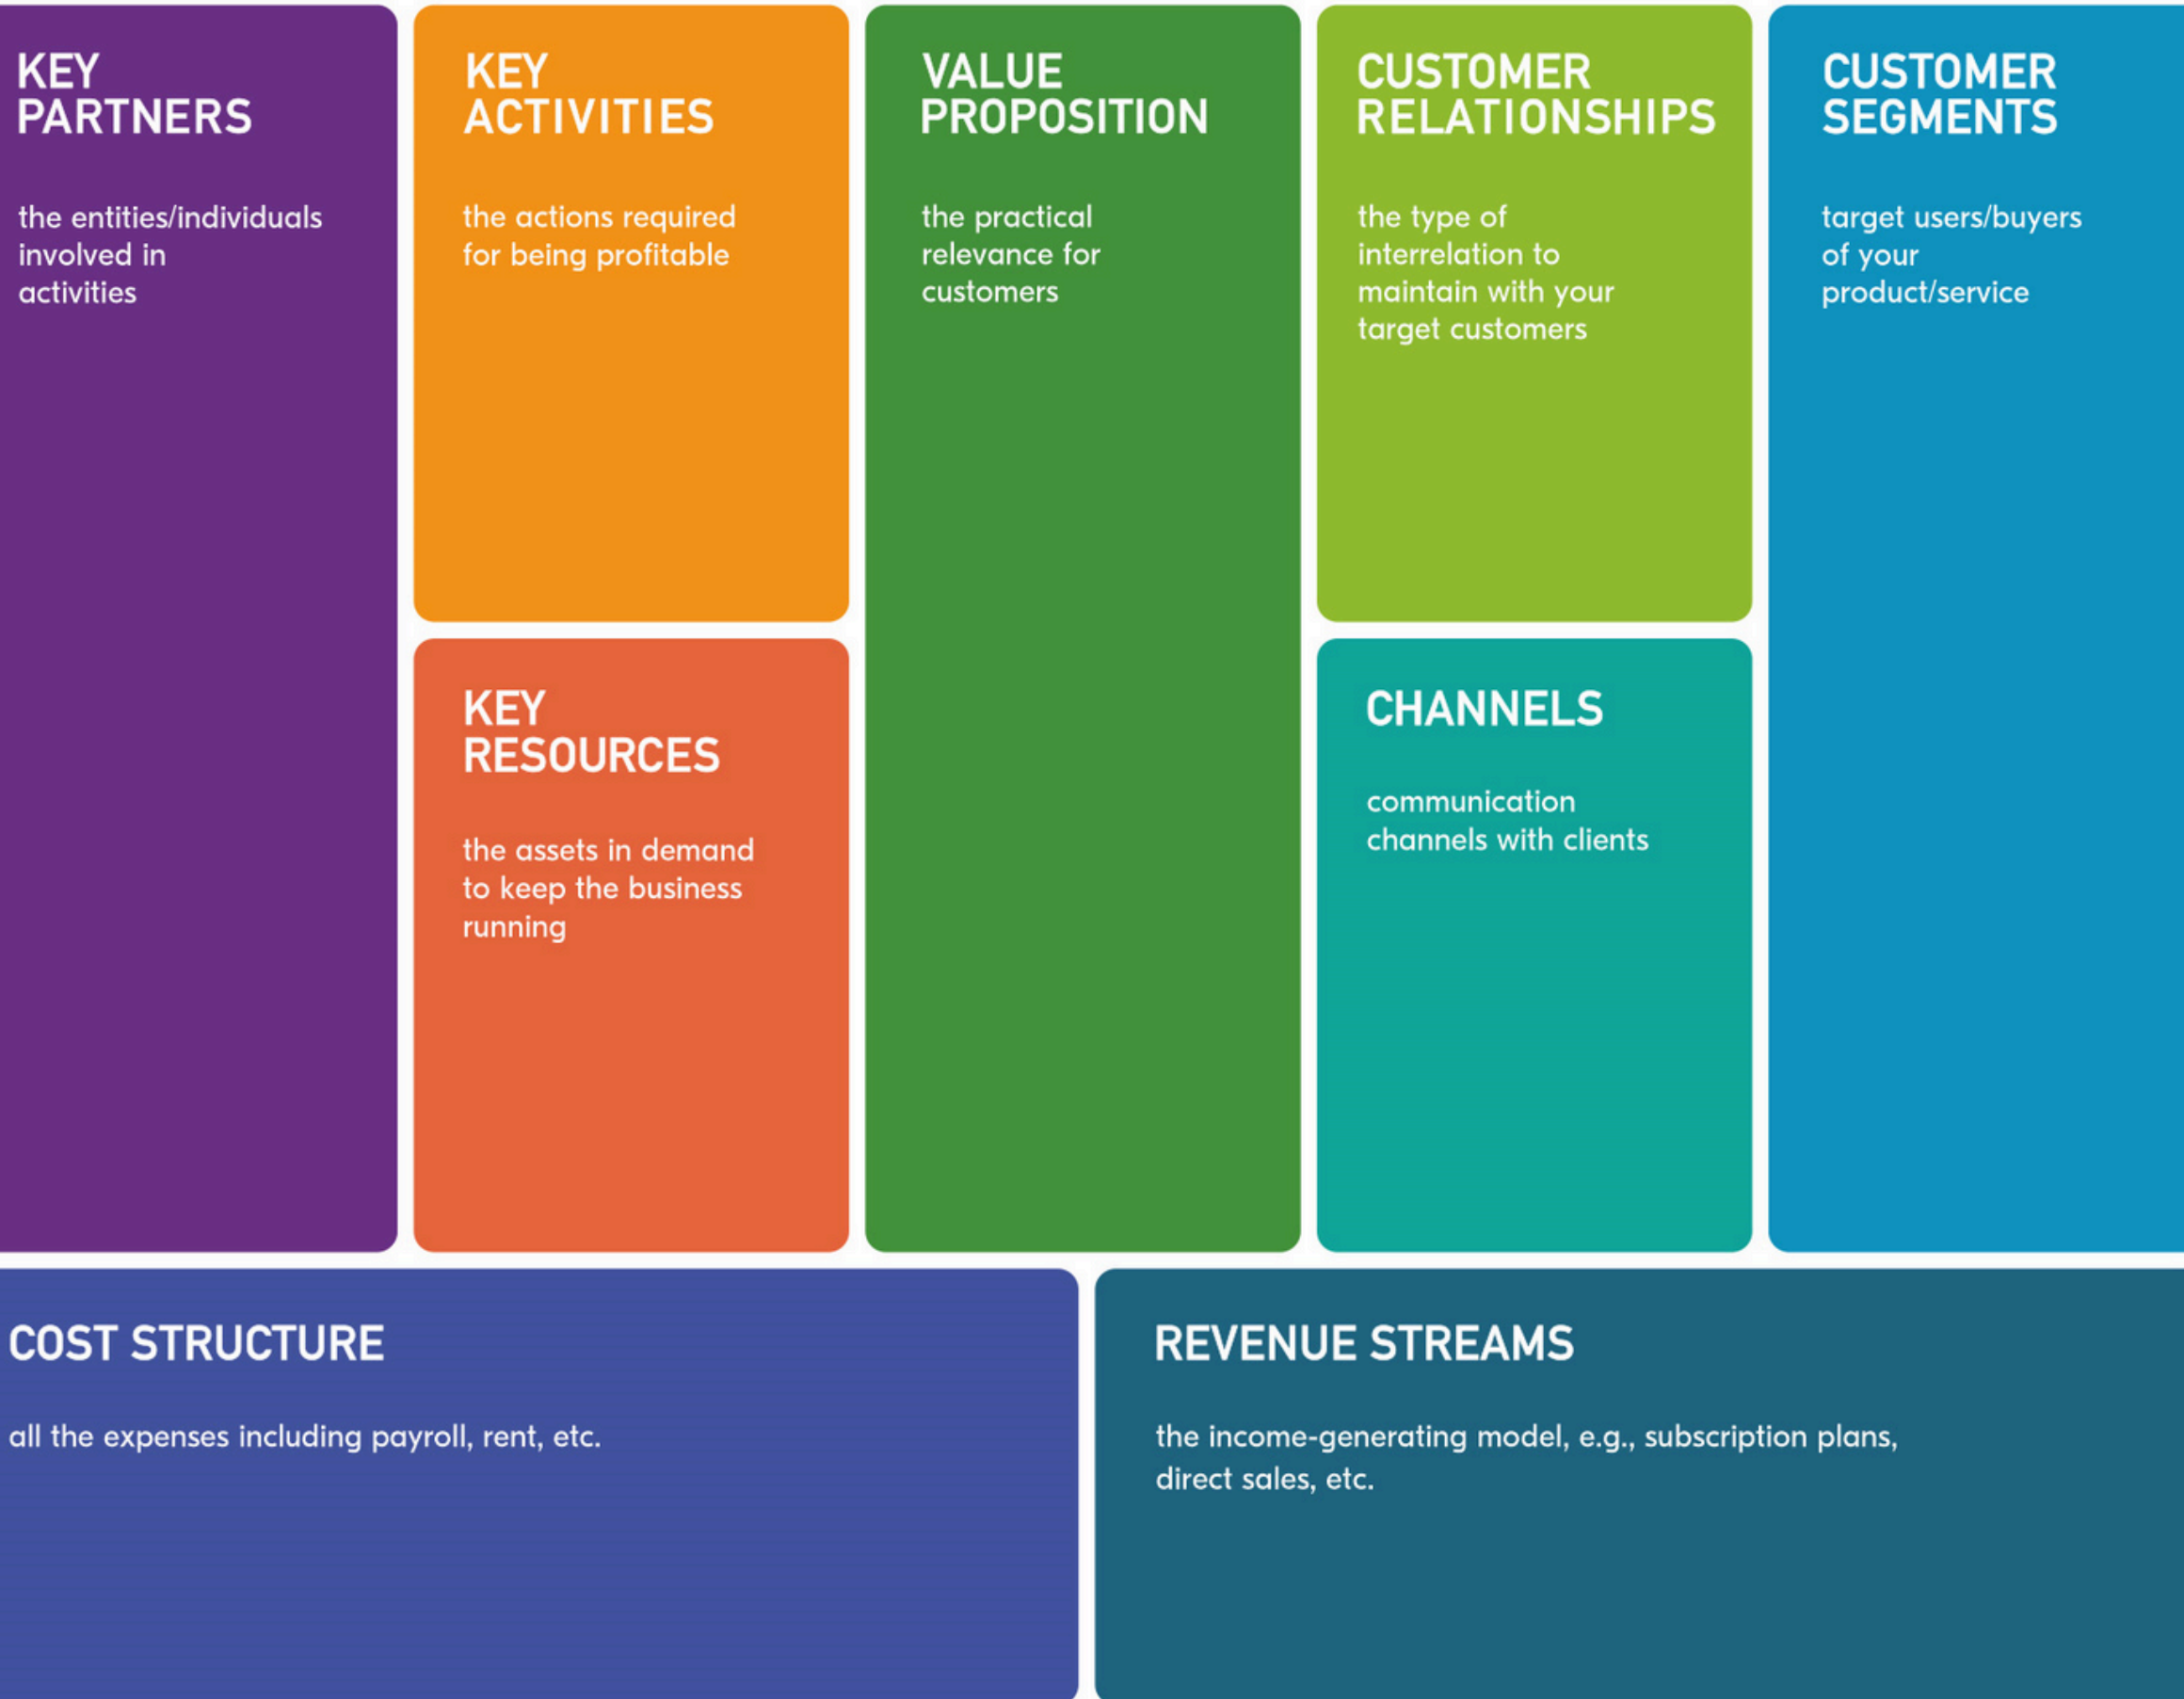 KEY
PARTNERS
the entities/individuals
involved in
activities
KEY
ACTIVITIES
the actions required
for being profitable
KEY
RESOURCES
the assets in demand
to keep the business
running
VALUE
PROPOSITION
the practical
relevance for
customers
CUSTOMER
RELATIONSHIPS
the type of
interrelation to
maintain with your
target customers
CHANNELS
communication
channels with clients
CUSTOMER
SEGMENTS
target users/buyers
of your
product/service
COST STRUCTURE
all the expenses including payroll, rent, etc.
REVENUE STREAMS
the income-generating model, e.g., subscription plans,
direct sales, etc.